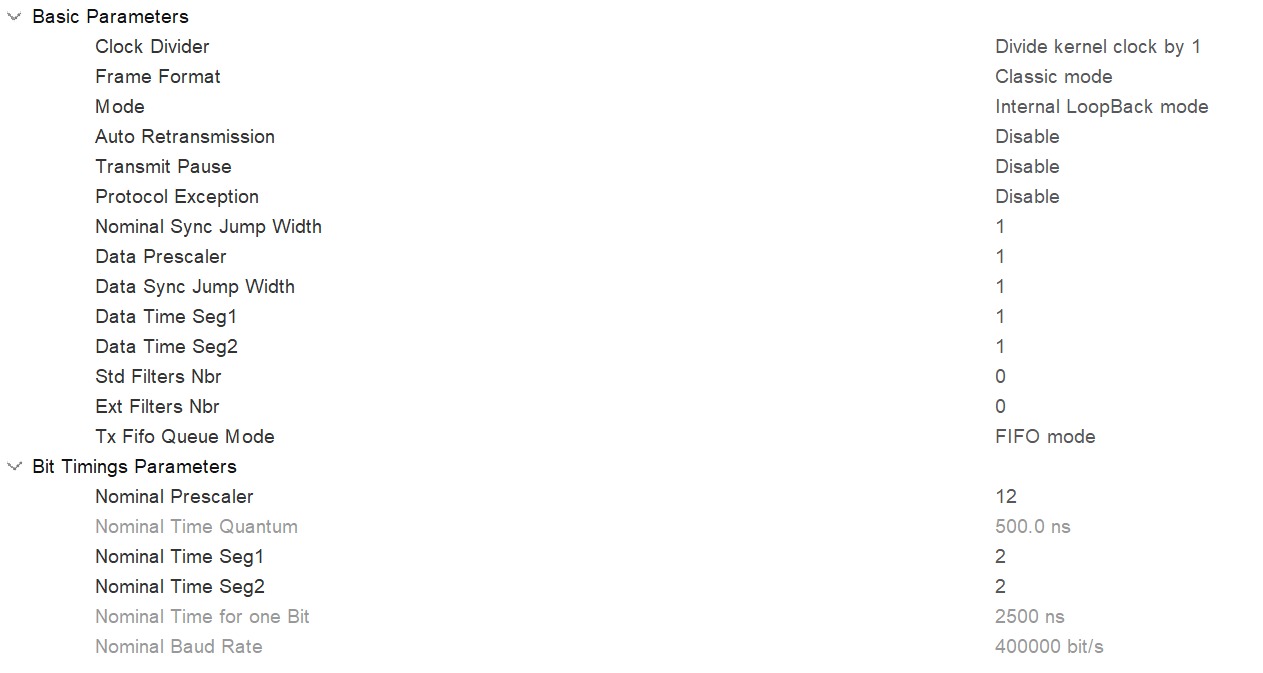 Basic Parameters
Clock Divider Divide kernel clock by 1
Frame Format Classic mode
Mode Internal LoopBack mode
Auto Retransmission Disable
Transmit Pause Disable
Protocol Exception Disable
Nominal Sync Jump Width 1
Data Prescaler 1
Data Sync Jump Width 1
Data Time Seg1 1
Data Time Seg2 1
Std Filters Nbr 0
Ext Filters Nbr 0
Tx Fifo Queue Mode FIFO mode
Bit Timings Parameters
Nominal Prescaler 12
Nominal Time Quantum 500.0 ns
Nominal Time Seg1 2
Nominal Time Seg2 2
Nominal Time for one Bit 2500 ns
Nominal Baud Rate 400000 bit/s